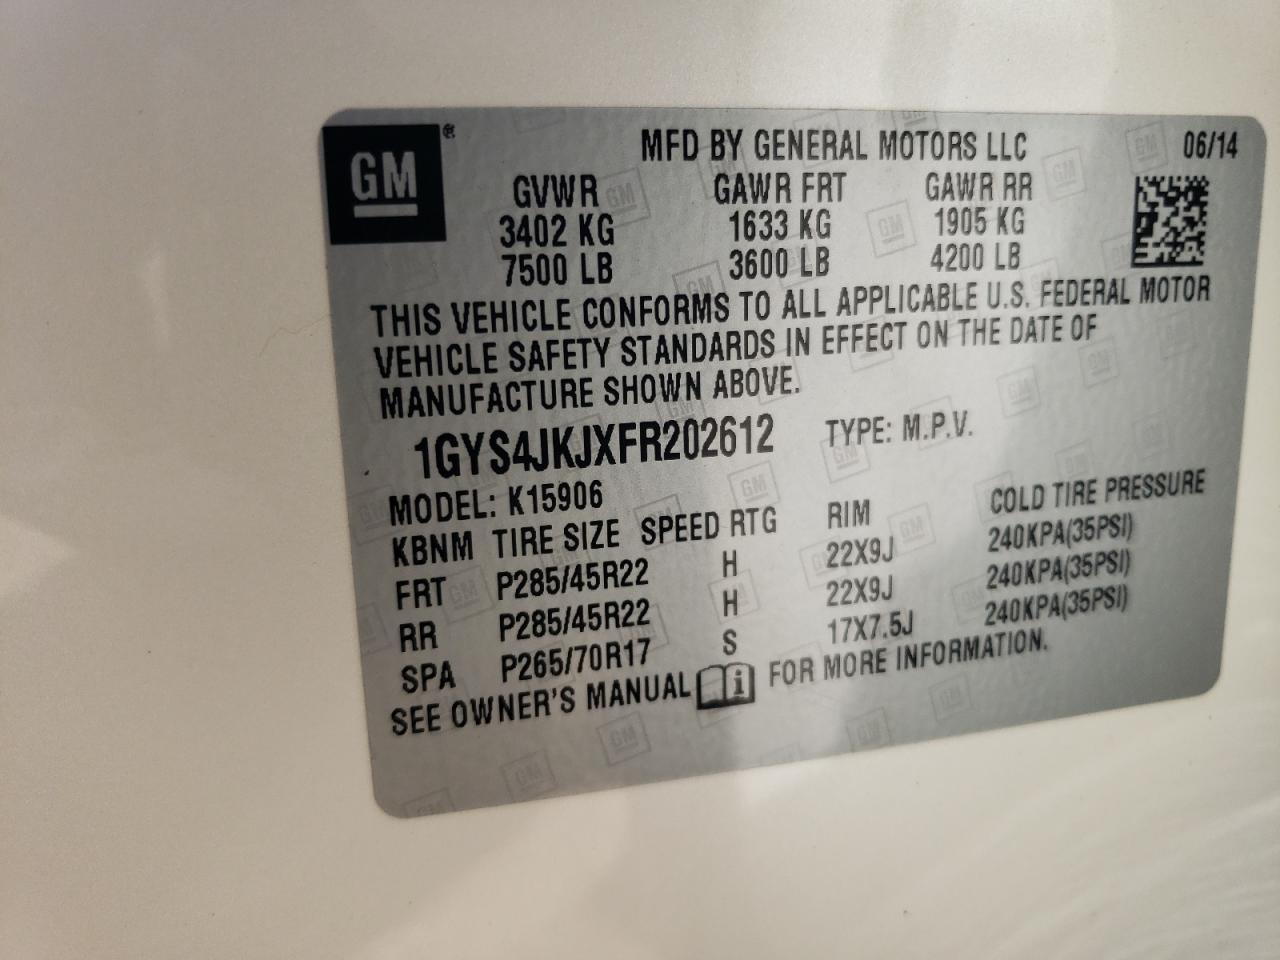 GM®
MFD BY GENERAL MOTORS LLC 06/14
GVWR GAWR FRT GAWR RR
3402 KG 1633 KG 1905 KG
7500 LB 3600 LB 4200 LB
THIS VEHICLE CONFORMS TO ALL APPLICABLE U.S. FEDERAL MOTOR
VEHICLE SAFETY STANDARDS IN EFFECT ON THE DATE OF
MANUFACTURE SHOWN ABOVE.
1GYS4JKJXFR202612 TYPE: M.P.V.
MODEL: K15906
KBNM TIRE SIZE SPEED RTG RIM COLD TIRE PRESSURE
FRT P285/45R22 H 22X9J 240KPA(35PSI)
RR P285/45R22 H 22X9J 240KPA(35PSI)
SPA P265/70R17 S 17X7.5J 240KPA(35PSI)
SEE OWNER'S MANUAL i FOR MORE INFORMATION.